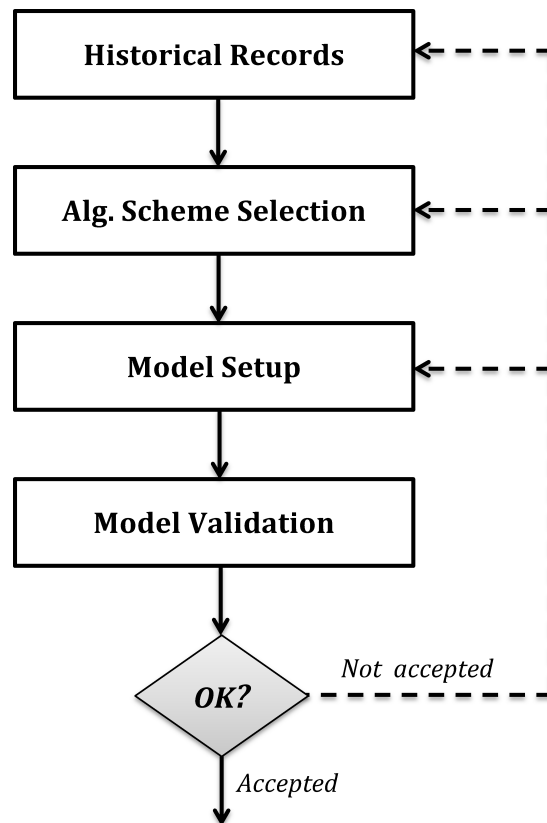 Historical Records
Alg. Scheme Selection
Model Setup
Model Validation
Not accepted
OK?
Accepted